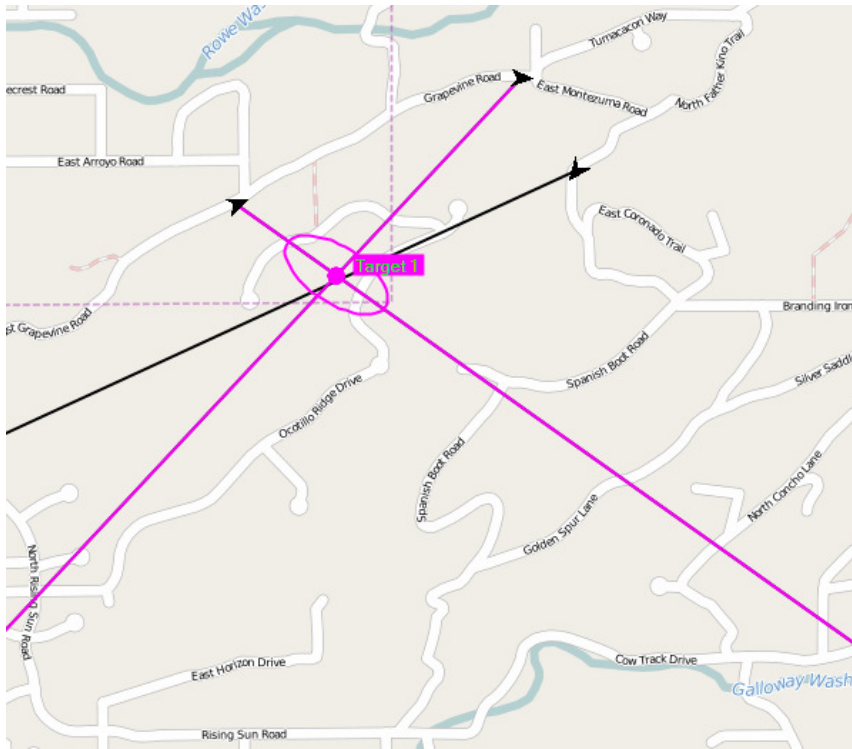 Rowe Wa
Tumacacori Way
ecrest Road
Grapevine Road
East Montezuma Road
North Father Kino Trail
East Arroyo Road
East Coronado Trail
Target 1
st Grapevine Road
Branding Iron
Spanish Boot Road
Silver Saddl
Ocotillo Ridge Drive
Spanish Boot Road
North Concho Lane
Golden Spur Lane
North Rising Sun Road
East Horizon Drive
Cow Track Drive
Galloway Wash
Rising Sun Road